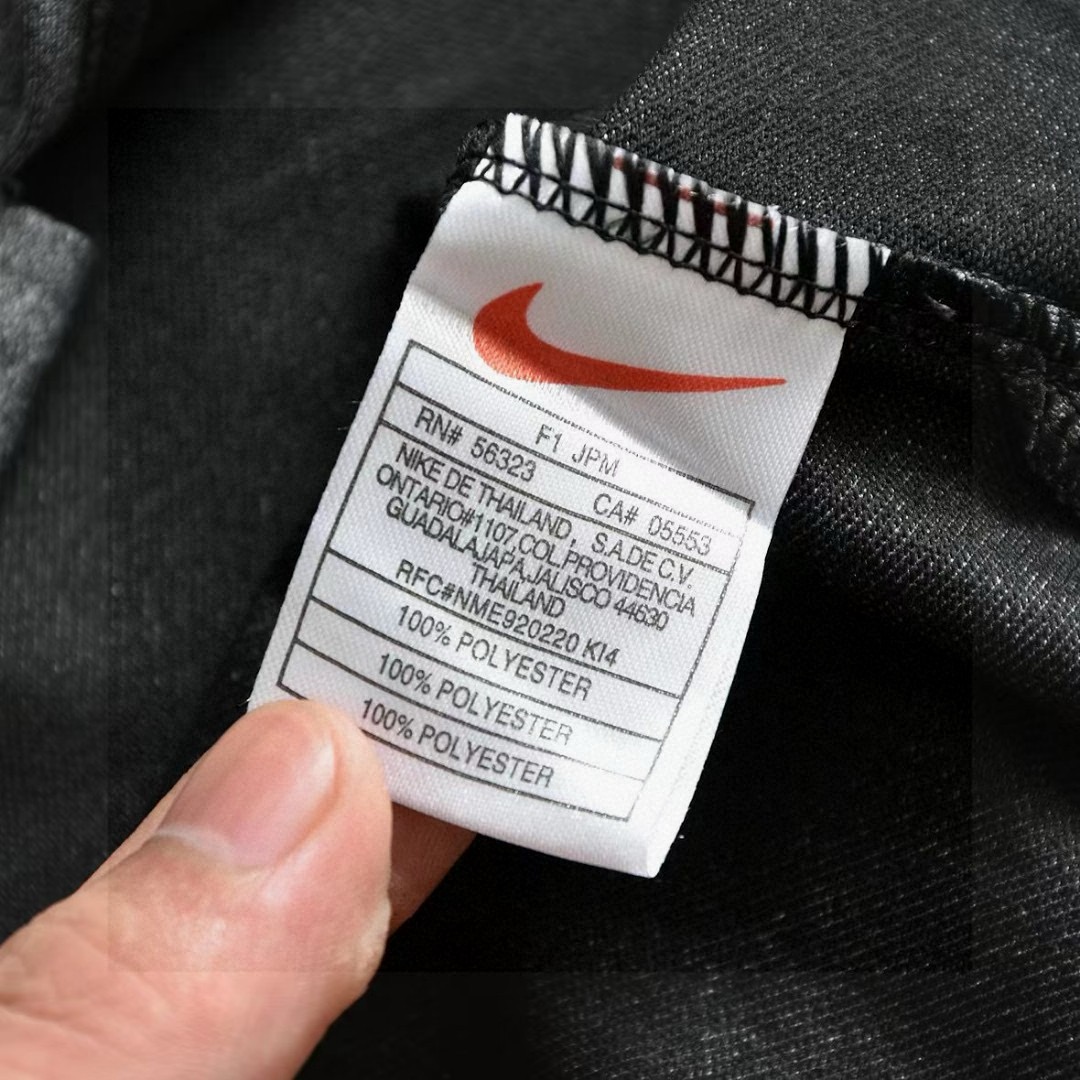 F1 JPM
RN# 56323 CA# 05553
NIKE DE THAILAND, S.A.DE C.V.
ONTARIO#1107.COL.PROVIDENCIA
GUADALAJAPA,JALISCO 44630
THAILAND
RFC#NME920220 KI4
100% POLYESTER
100% POLYESTER
100% POLYESTER